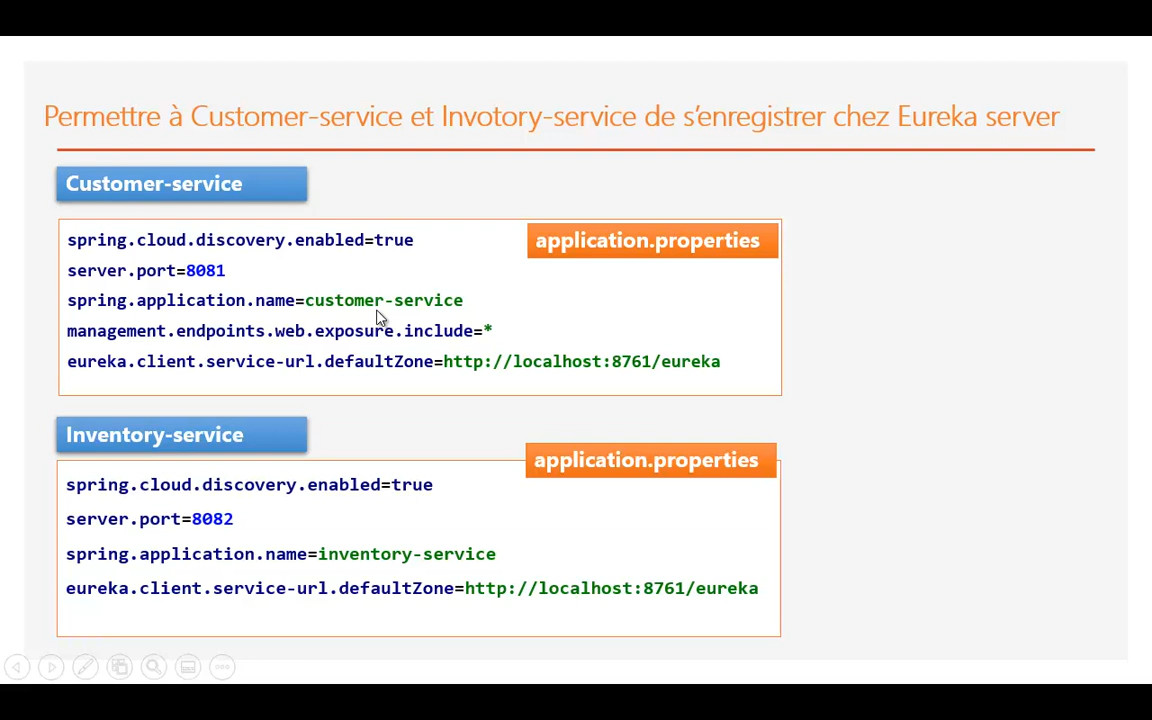 Permettre à Customer-service et Invotory-service de s’enregistrer chez Eureka server
Customer-service
application.properties
spring.cloud.discovery.enabled=true
server.port=8081
spring.application.name=customer-service
management.endpoints.web.exposure.include=*
eureka.client.service-url.defaultZone=http://localhost:8761/eureka
Inventory-service
application.properties
spring.cloud.discovery.enabled=true
server.port=8082
spring.application.name=inventory-service
eureka.client.service-url.defaultZone=http://localhost:8761/eureka